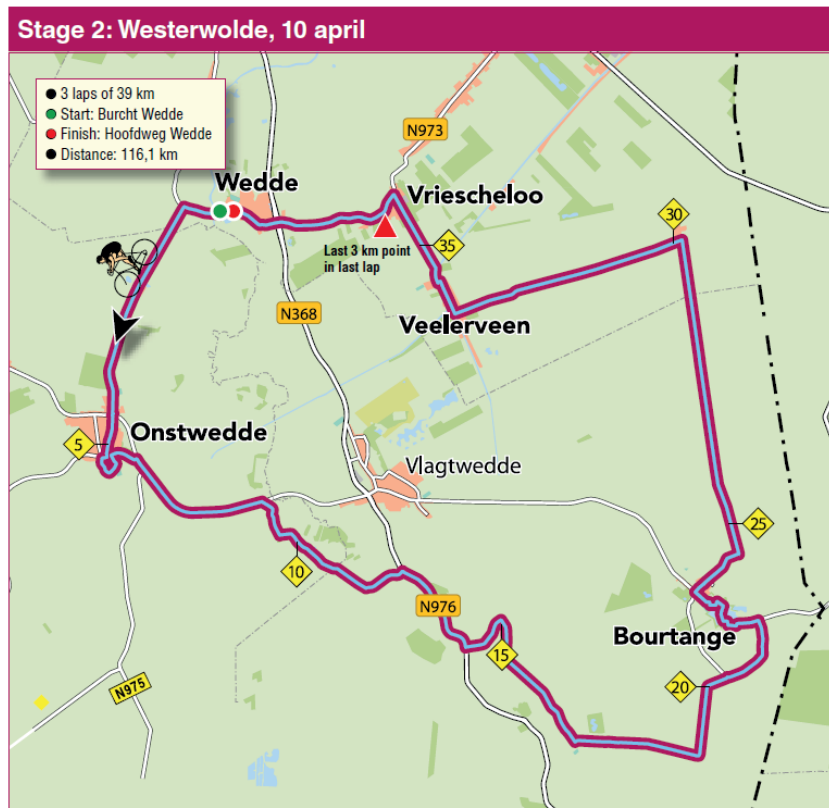 Stage 2: Westerwolde, 10 april
● 3 laps of 39 km
● Start: Burcht Wedde
● Finish: Hoofdweg Wedde
● Distance: 116,1 km
N973
Wedde
Vriescheloo
30
35
Last 3 km point
in last lap
N368
Veelerveen
Onstwedde
5
Vlagtwedde
25
10
N976
Bourtange
15
20
N975